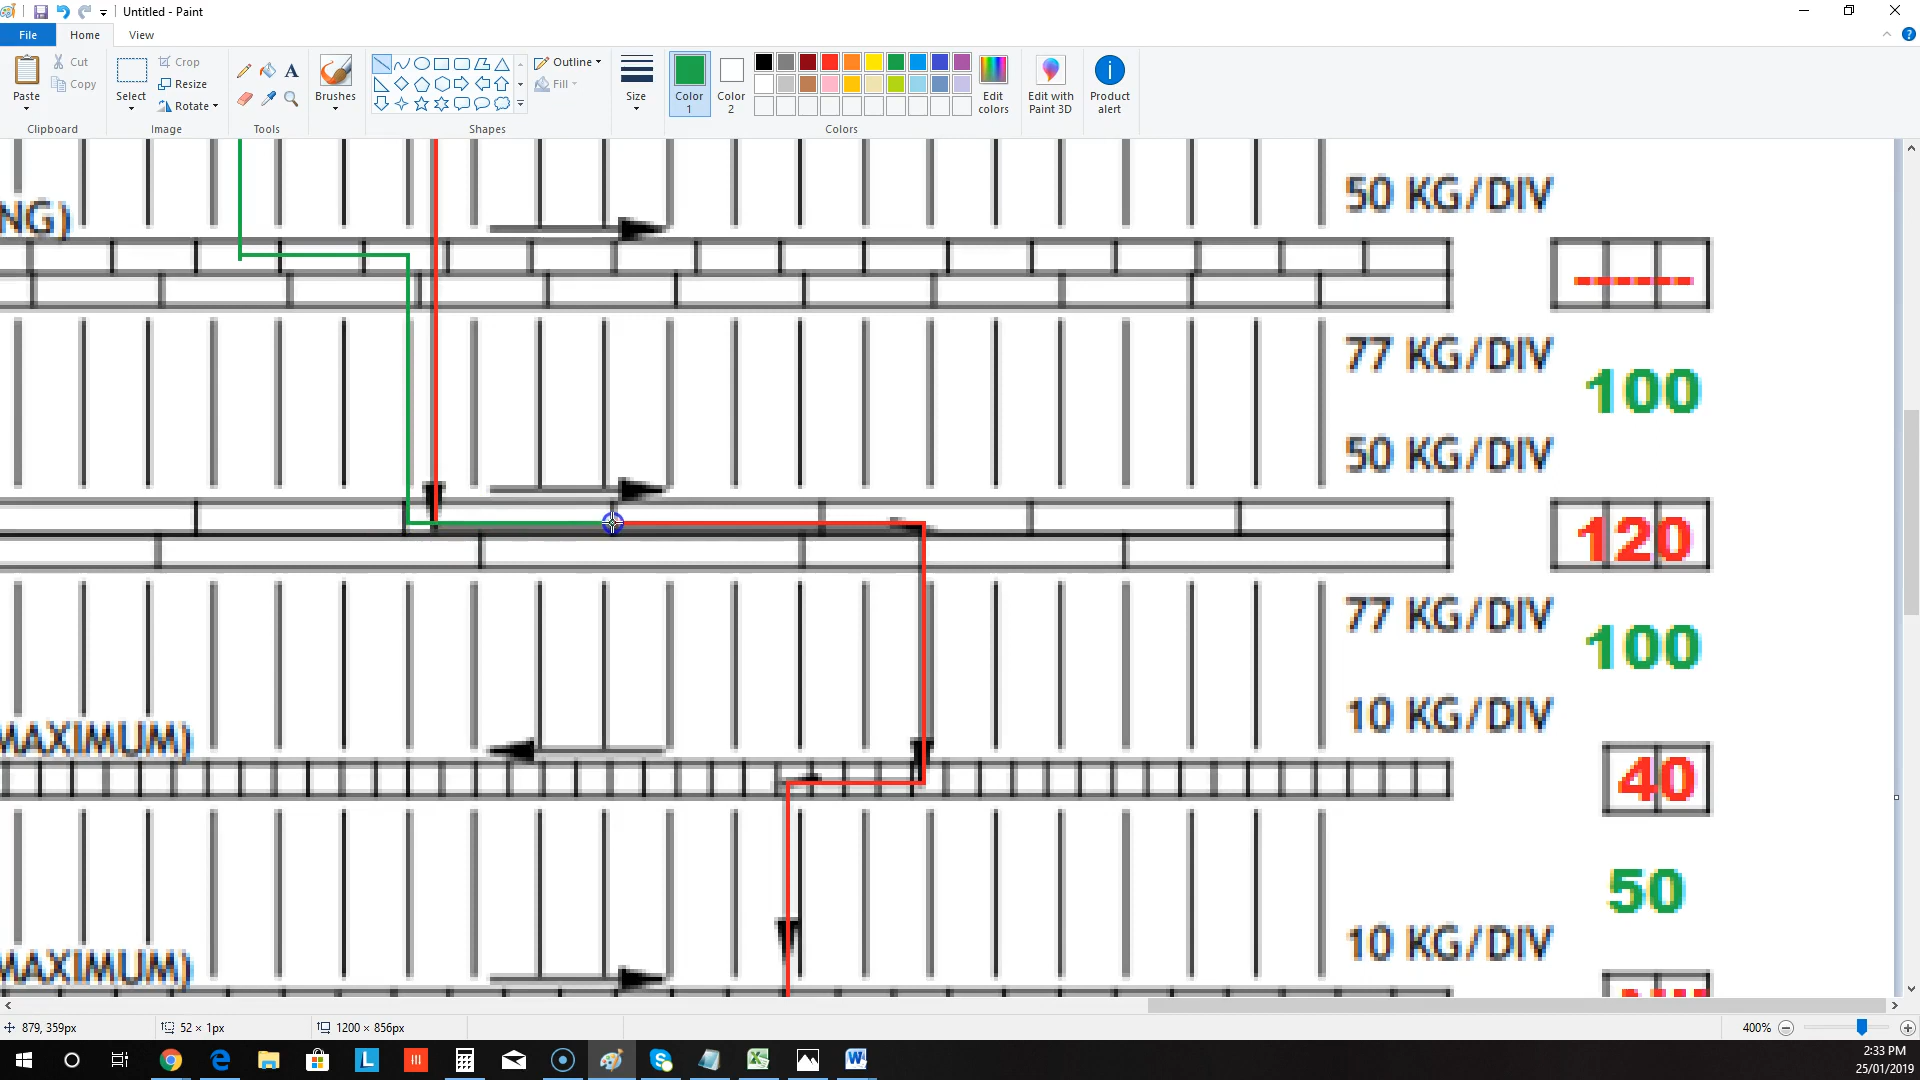 Untitled - Paint
File
Home
View
Paste
Cut
Copy
Clipboard
Select
Crop
Resize
Rotate
Image
A
Tools
Brushes
Shapes
Outline
Fill
Size
Color
1
Color
2
Colors
Edit
colors
Edit with
Paint 3D
Product
alert
50 KG/DIV
NG)
------
77 KG/DIV
100
50 KG/DIV
120
77 KG/DIV
100
10 KG/DIV
MAXIMUM)
40
50
10 KG/DIV
MAXIMUM)
879, 359px
52 × 1px
1200 × 856px
400%
2:33 PM
25/01/2019